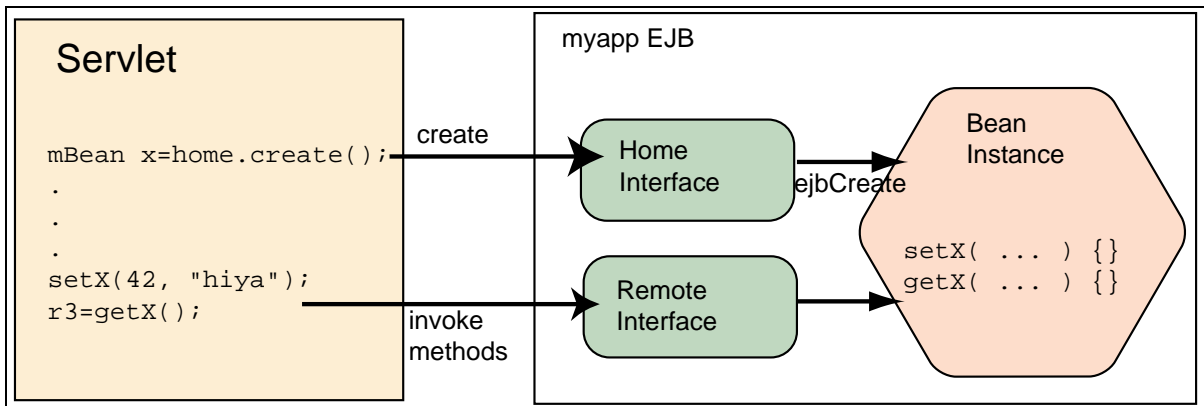 Servlet
mBean x=home.create();
.
.
.
setX(42, "hiya");
r3=getX();
create
invoke
methods
myapp EJB
Home
Interface
ejbCreate
Remote
Interface
Bean
Instance
setX( ... ) {}
getX( ... ) {}